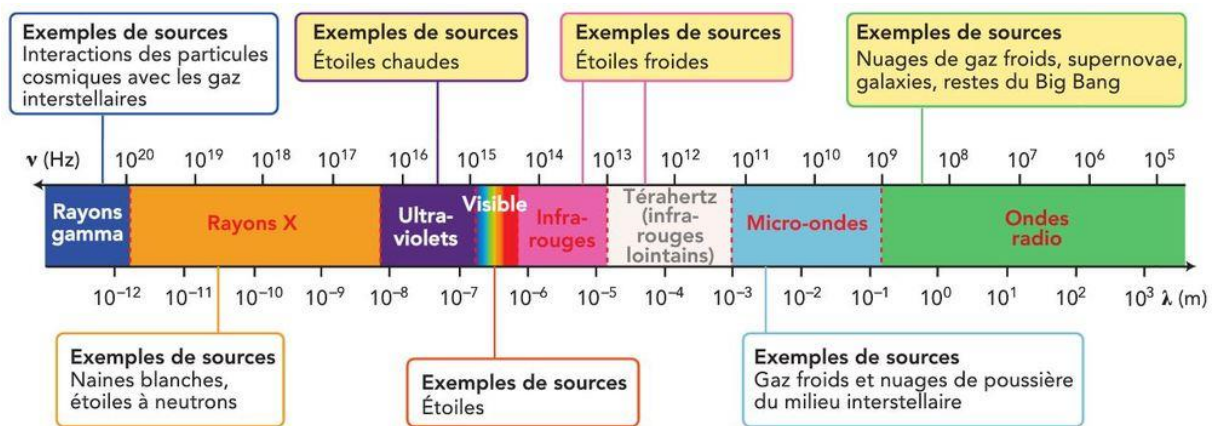 Exemples de sources
Interactions des particules
cosmiques avec les gaz
interstellaires
Exemples de sources
Étoiles chaudes
Exemples de sources
Étoiles froides
Exemples de sources
Nuages de gaz froids, supernovae,
galaxies, restes du Big Bang
ν (Hz) 10²⁰ 10¹⁹ 10¹⁸ 10¹⁷ 10¹⁶ 10¹⁵ 10¹⁴ 10¹³ 10¹² 10¹¹ 10¹⁰ 10⁹ 10⁸ 10⁷ 10⁶ 10⁵
Rayons
gamma
Rayons X
Ultra-
violets
Visible
Infra-
rouges
Térahertz
(infra-
rouges
lointains)
Micro-ondes
Ondes
radio
10⁻¹² 10⁻¹¹ 10⁻¹⁰ 10⁻⁹ 10⁻⁸ 10⁻⁷ 10⁻⁶ 10⁻⁵ 10⁻⁴ 10⁻³ 10⁻² 10⁻¹ 10⁰ 10¹ 10² 10³ λ (m)
Exemples de sources
Naines blanches,
étoiles à neutrons
Exemples de sources
Étoiles
Exemples de sources
Gaz froids et nuages de poussière
du milieu interstellaire